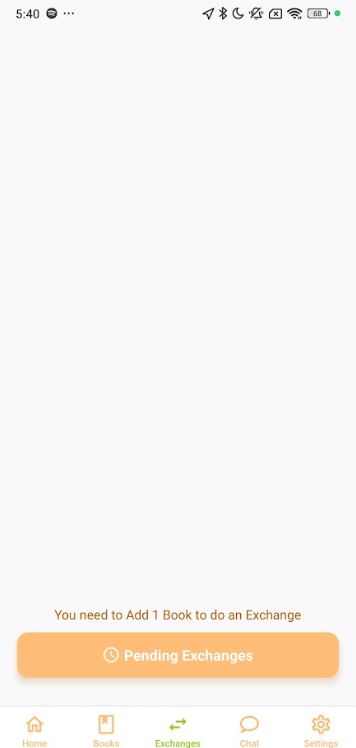 5:40
68
You need to Add 1 Book to do an Exchange
Pending Exchanges
Home Books Exchanges Chat Settings